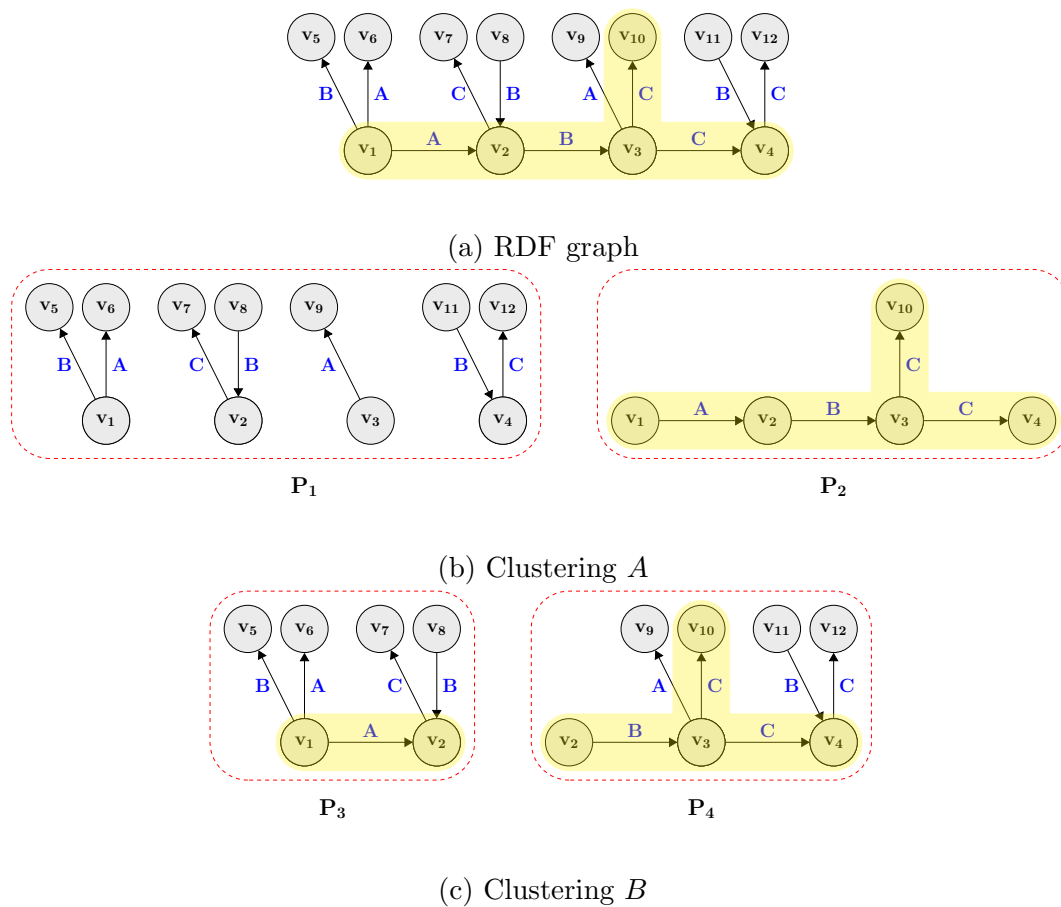 v5 v6 v7 v8 v9 v10 v11 v12
B A C B A C B C
v1 A v2 B v3 C v4
(a) RDF graph
v5 v6 v7 v8 v9 v11 v12 v10
B A C B A B C C
v1 v2 v3 v4 v1 A v2 B v3 C v4
P1 P2
(b) Clustering A
v5 v6 v7 v8 v9 v10 v11 v12
B A C B A C B C
v1 A v2 v2 B v3 C v4
P3 P4
(c) Clustering B